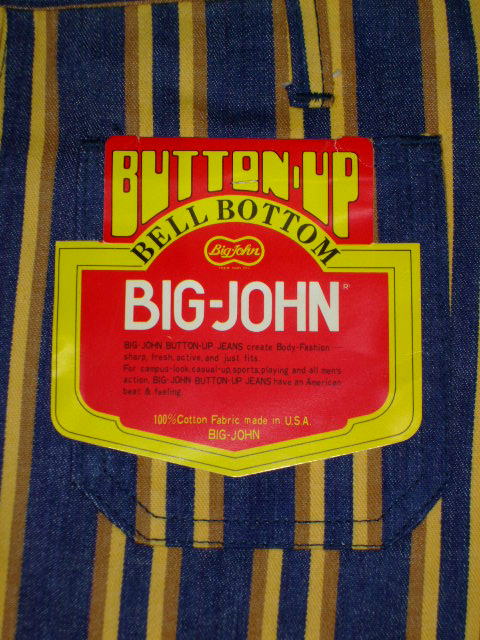 BUTTON-UP
BELL BOTTOM
Big-John
BIG-JOHN®
BIG-JOHN BUTTON-UP JEANS create Body-Fashion—
sharp, fresh, active, and just fits.
For campus-look, casual-up, sports, playing and all men's
action, BIG-JOHN BUTTON-UP JEANS have an American
beat & feeling.
100% Cotton Fabric made in U.S.A.
BIG-JOHN